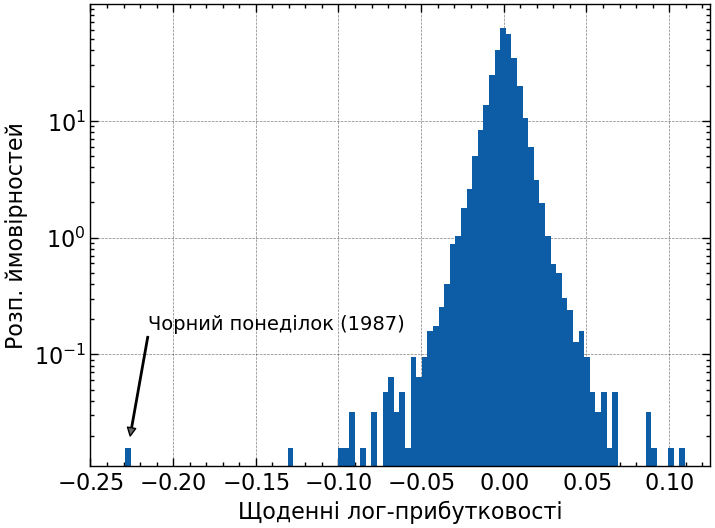 Розп. ймовірностей
10¹
10⁰
10⁻¹
Чорний понеділок (1987)
−0.25 −0.20 −0.15 −0.10 −0.05 0.00 0.05 0.10
Щоденні лог-прибутковості